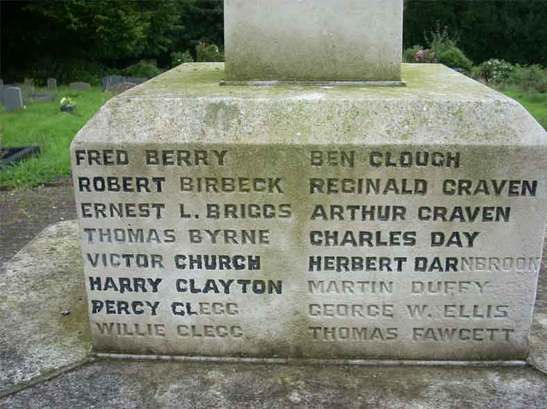 FRED BERRY
ROBERT BIRBECK
ERNEST L. BRIGGS
THOMAS BYRNE
VICTOR CHURCH
HARRY CLAYTON
PERCY CLEGG
WILLIE CLEGG
BEN CLOUGH
REGINALD CRAVEN
ARTHUR CRAVEN
CHARLES DAY
HERBERT DARNBROOK
MARTIN DUFFY
GEORGE W. ELLIS
THOMAS FAWCETT